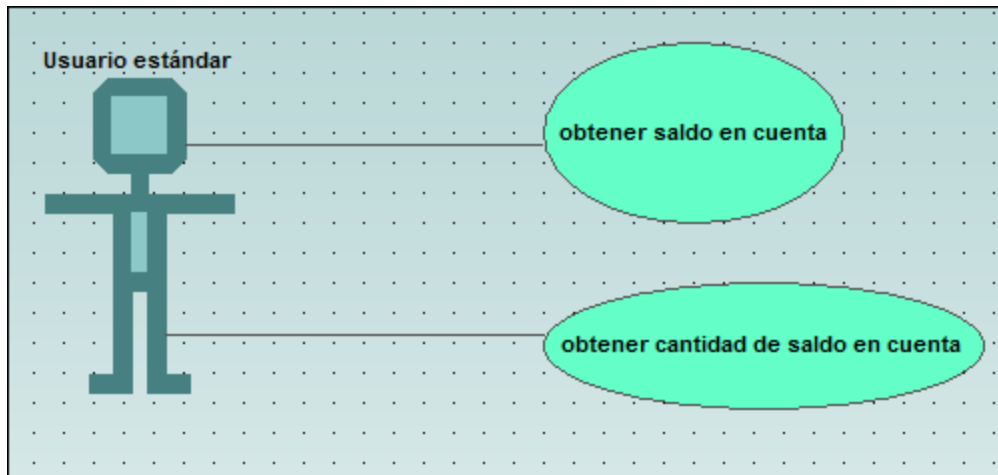 Usuario estándar
obtener saldo en cuenta
obtener cantidad de saldo en cuenta